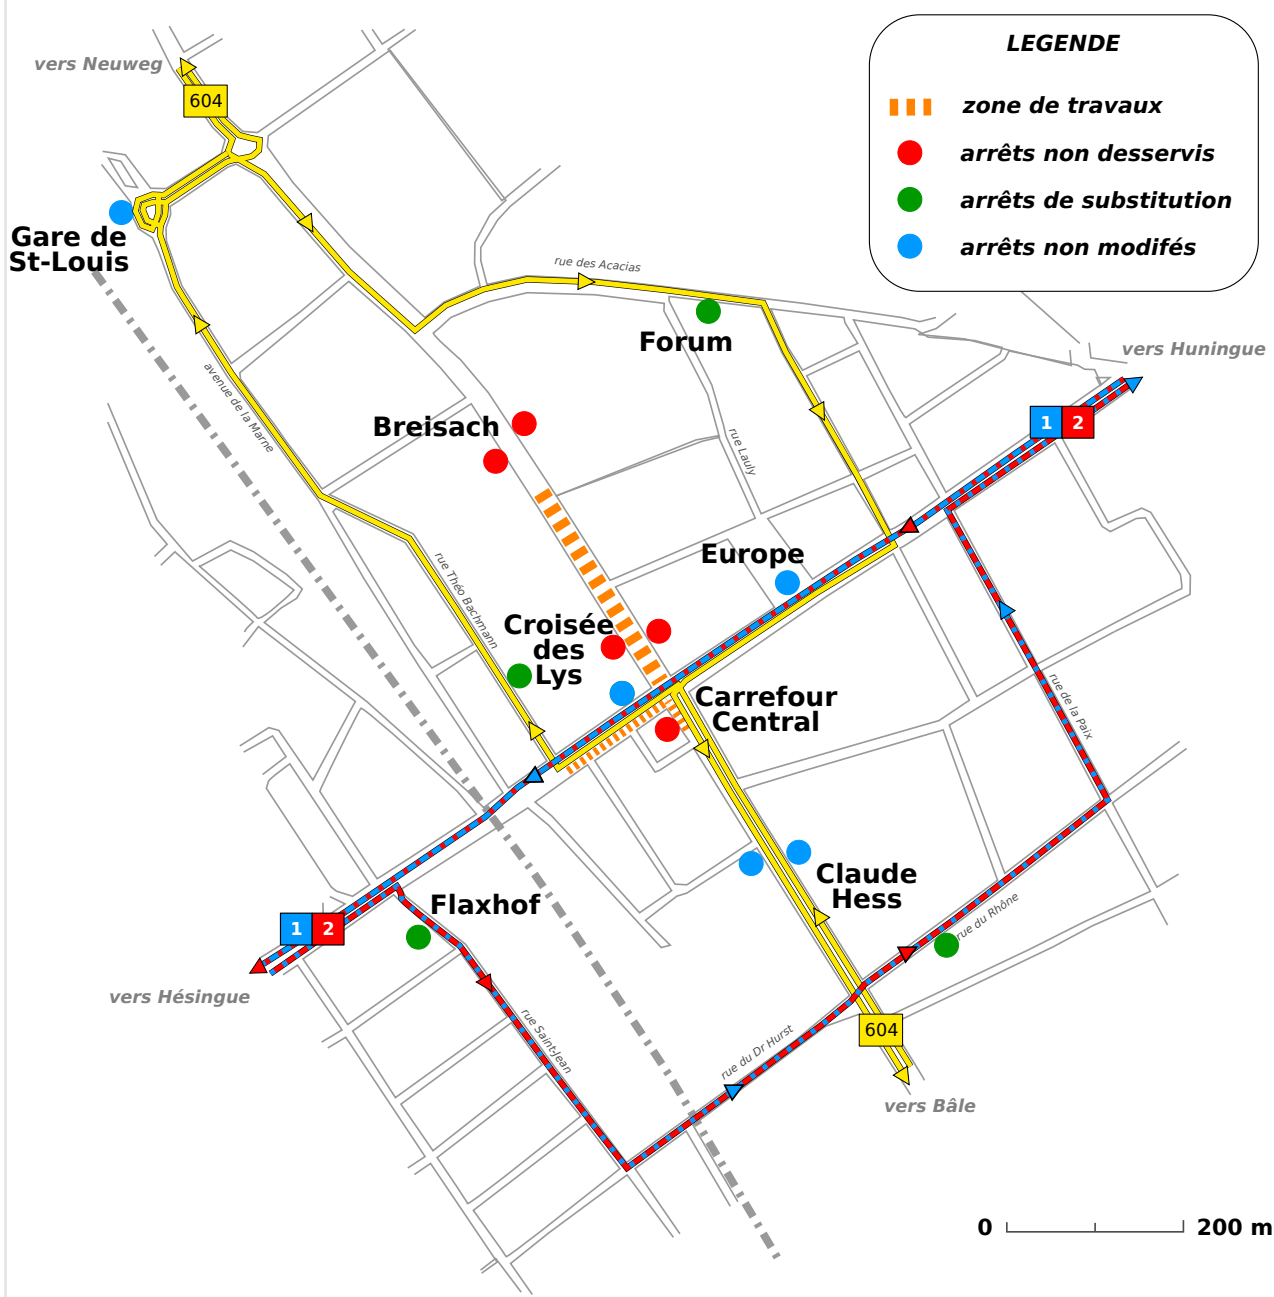 LEGENDE
zone de travaux
arrêts non desservis
arrêts de substitution
arrêts non modifés
vers Neuweg
604
Gare de
St-Louis
rue des Acacias
Forum
vers Huningue
1 2
avenue de la Marne
Breisach
rue Lauly
Europe
rue Théo Bachmann
Croisée
des
Lys
Carrefour
Central
rue de la Paix
Claude
Hess
Flaxhof
1 2
rue du Rhône
vers Hésingue
rue Saint-Jean
rue du Dr Hurst
604
vers Bâle
0 200 m